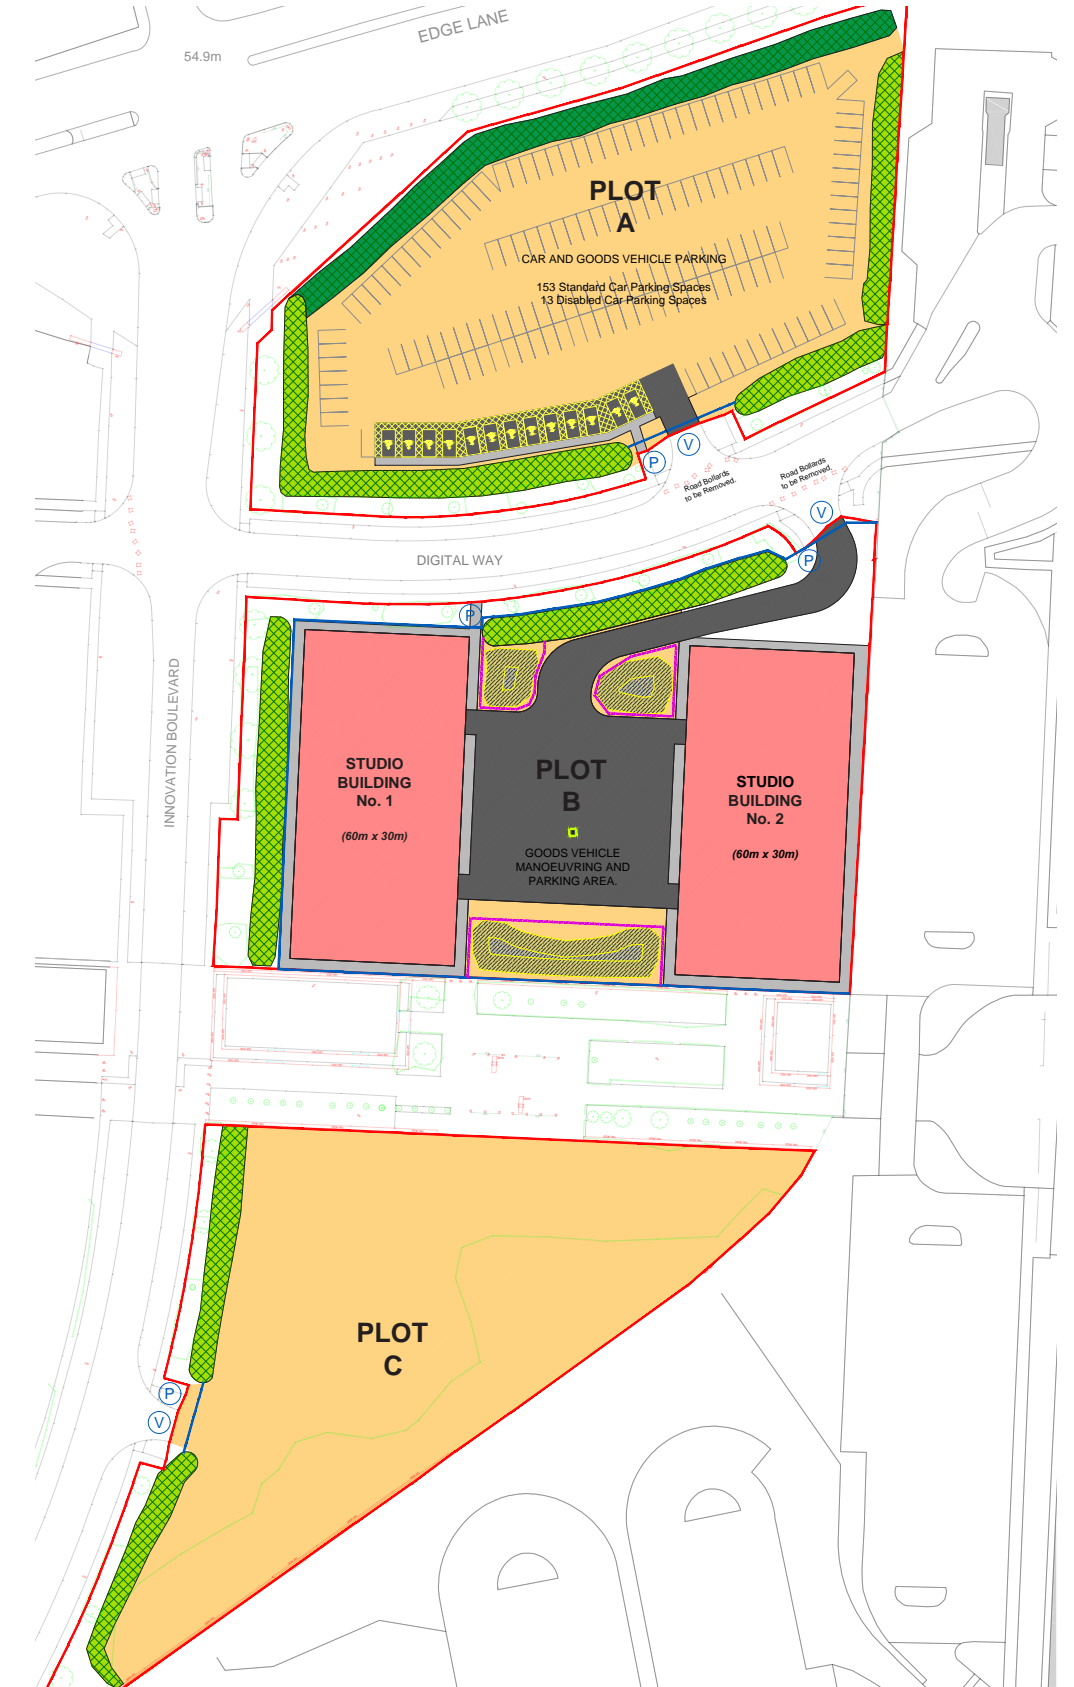 EDGE LANE
54.9m
PLOT
A
CAR AND GOODS VEHICLE PARKING
153 Standard Car Parking Spaces
13 Disabled Car Parking Spaces
V
P
Road Bollards
to be Removed.
Road Bollards
to be Removed.
V
P
DIGITAL WAY
P
INNOVATION BOULEVARD
STUDIO
BUILDING
No. 1
(60m x 30m)
PLOT
B
GOODS VEHICLE
MANOEUVRING AND
PARKING AREA.
STUDIO
BUILDING
No. 2
(60m x 30m)
PLOT
C
P
V